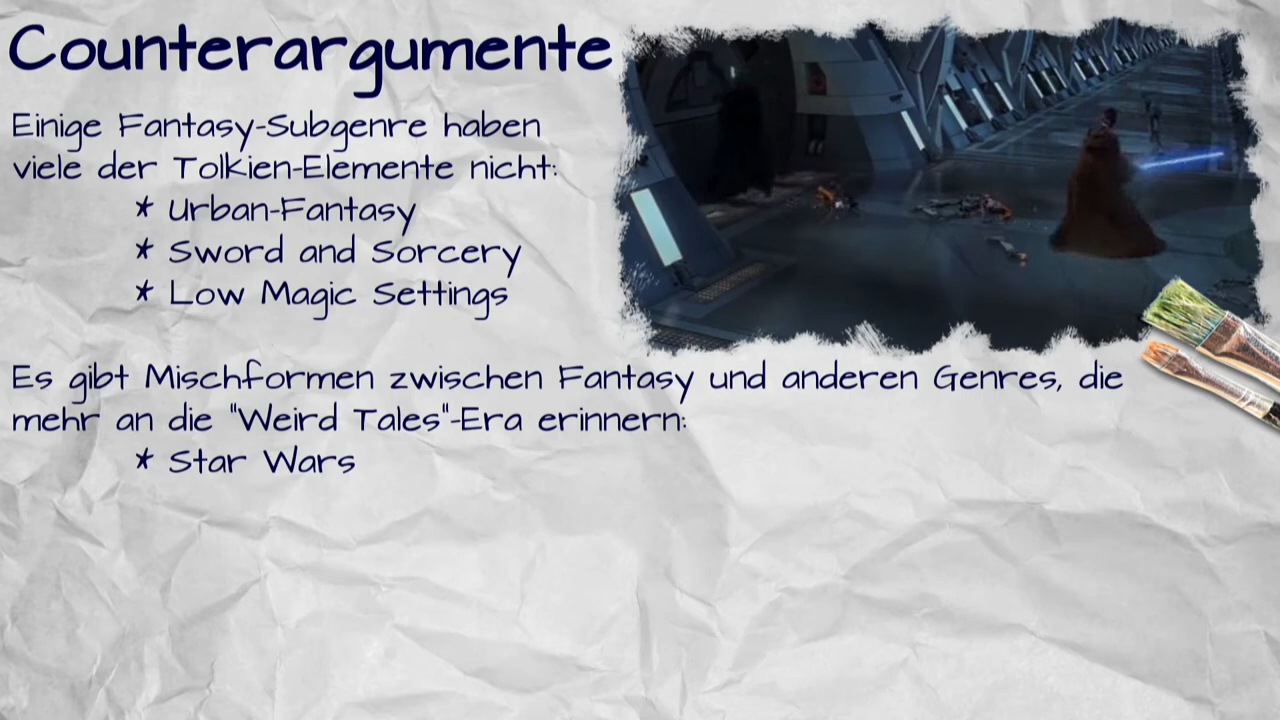 Counterargumente
Einige Fantasy-Subgenre haben
viele der Tolkien-Elemente nicht:
* Urban-Fantasy
* Sword and Sorcery
* Low Magic Settings
Es gibt Mischformen zwischen Fantasy und anderen Genres, die
mehr an die "Weird Tales"-Era erinnern:
* Star Wars